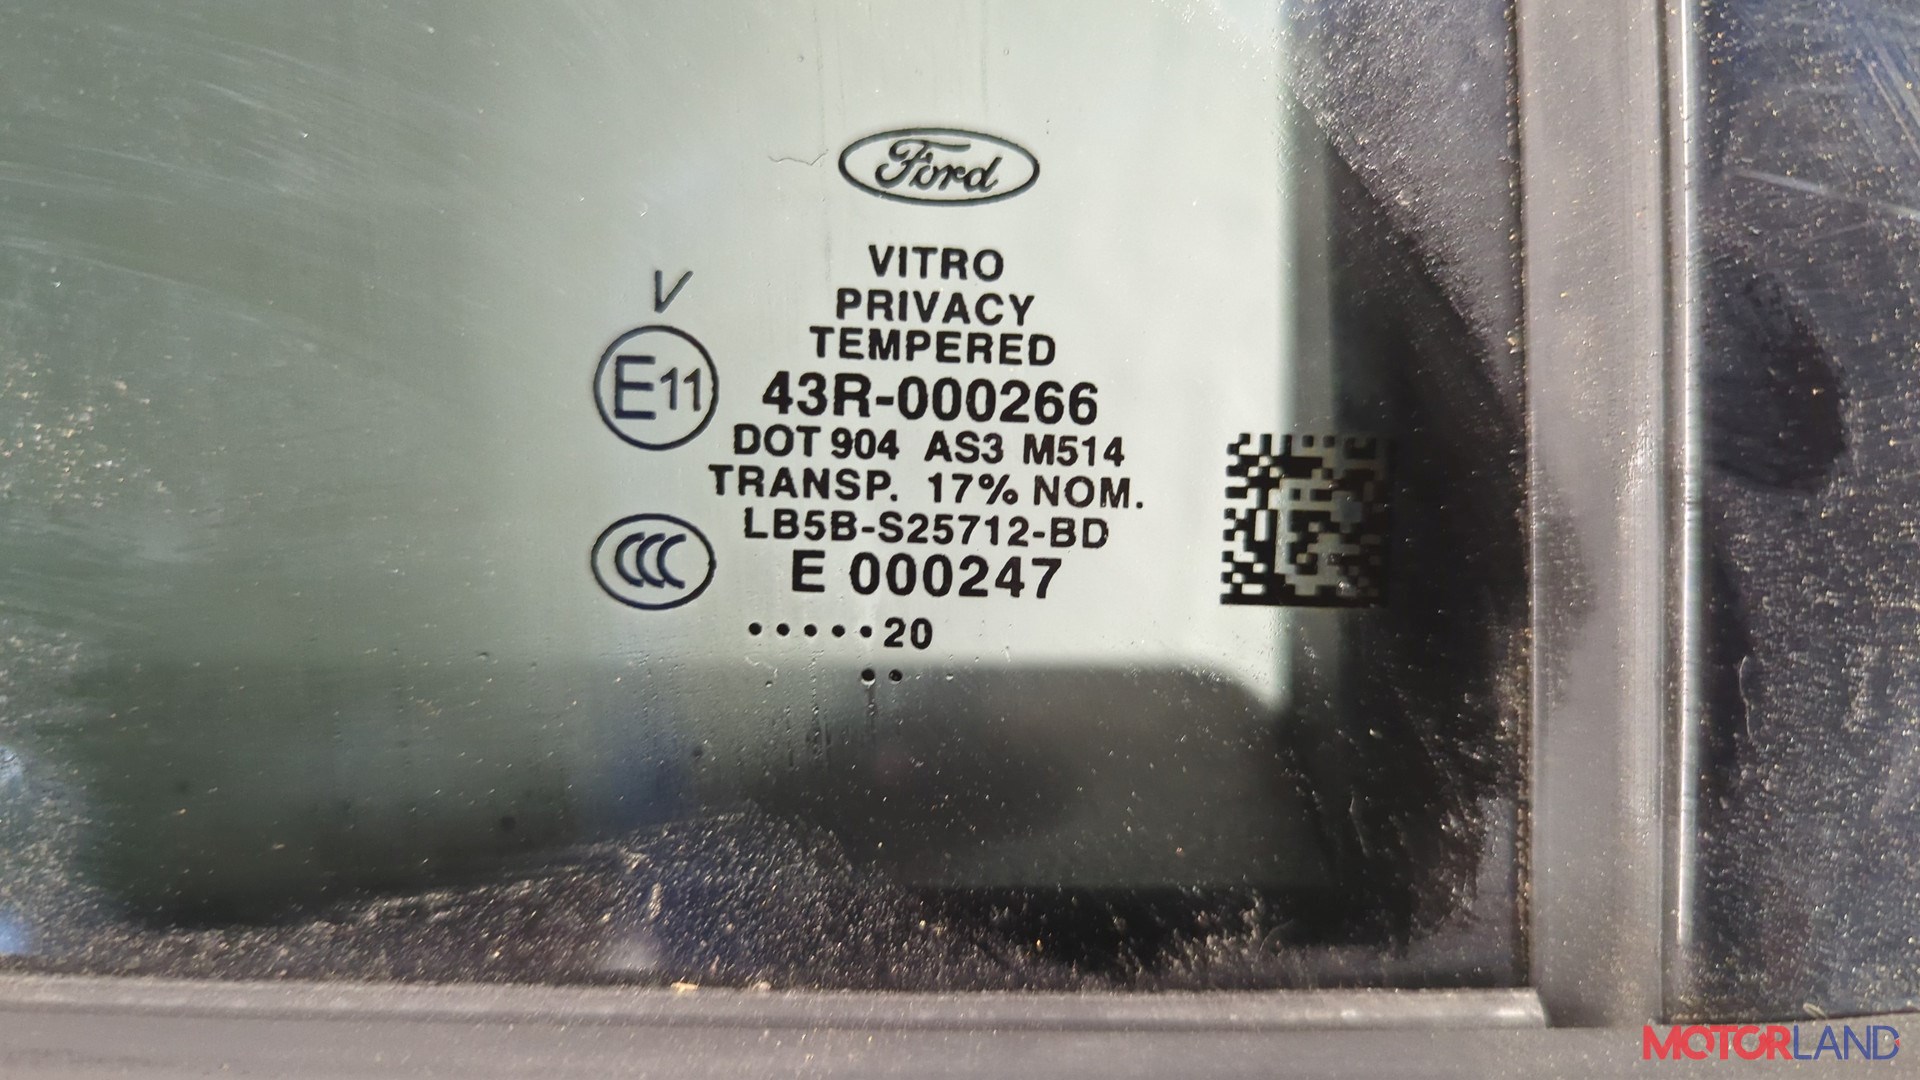 Ford
VITRO
PRIVACY
TEMPERED
V
E11
43R-000266
DOT 904 AS3 M514
TRANSP. 17% NOM.
LB5B-S25712-BD
CCC
E 000247
•••••20
••
MOTORLAND